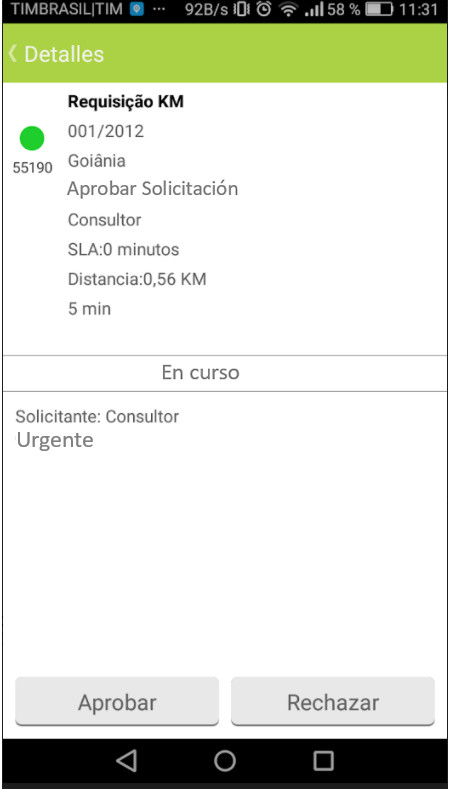 TIMBRASIL|TIM ... 92B/s 58 % 11:31
Detalles
Requisição KM
001/2012
55190
Goiânia
Aprobar Solicitación
Consultor
SLA:0 minutos
Distancia:0,56 KM
5 min
En curso
Solicitante: Consultor
Urgente
Aprobar Rechazar